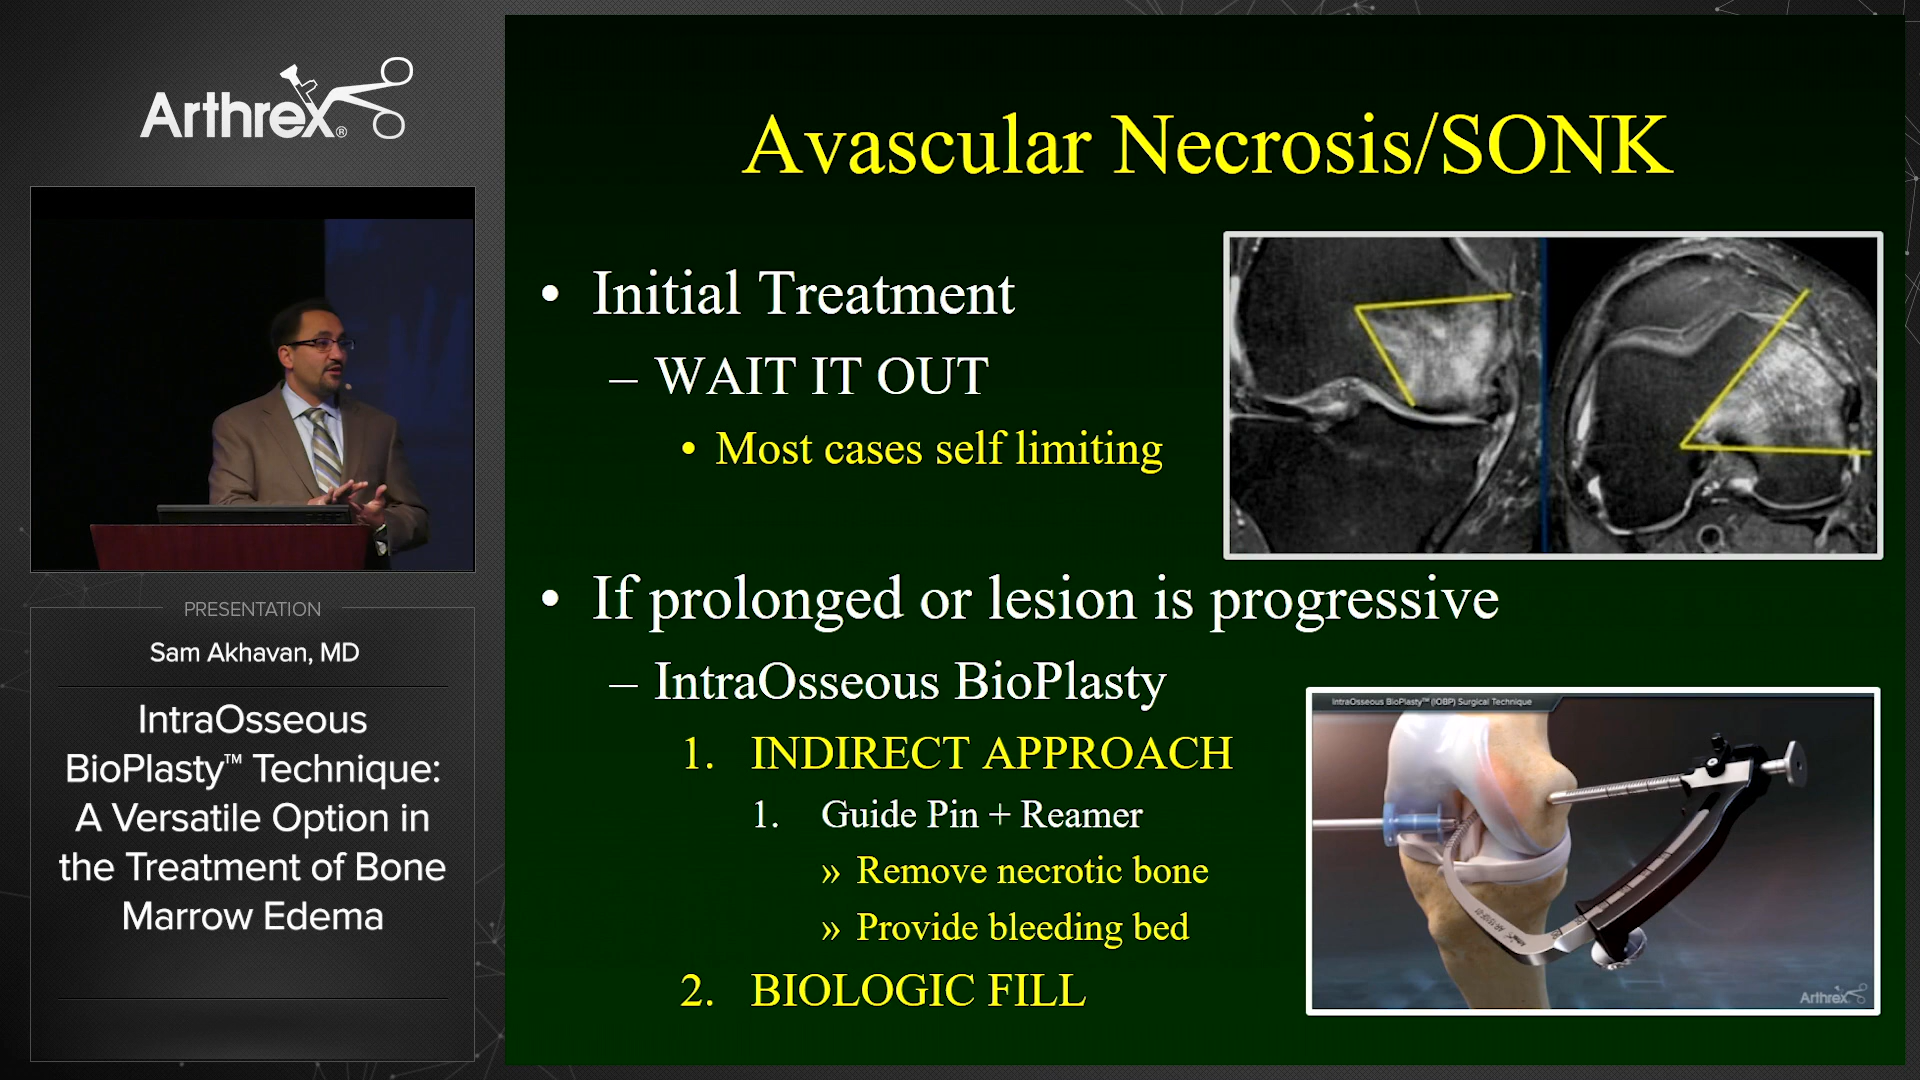 Arthrex®
PRESENTATION
Sam Akhavan, MD
IntraOsseous
BioPlasty™ Technique:
A Versatile Option in
the Treatment of Bone
Marrow Edema
Avascular Necrosis/SONK
• Initial Treatment
– WAIT IT OUT
• Most cases self limiting
• If prolonged or lesion is progressive
– IntraOsseous BioPlasty
1. INDIRECT APPROACH
1. Guide Pin + Reamer
» Remove necrotic bone
» Provide bleeding bed
2. BIOLOGIC FILL
IntraOsseous BioPlasty™ (IOBP) Surgical Technique
Arthrex